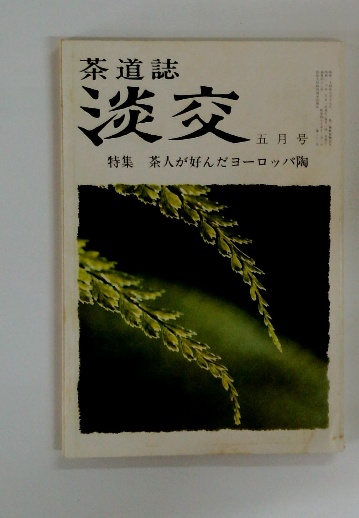 茶道誌
淡交
五月号
特集 茶人が好んだヨーロッパ陶